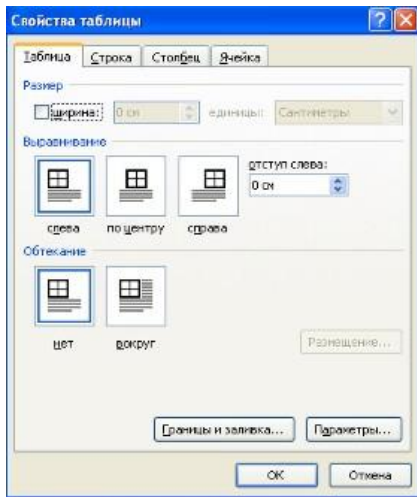 Свойства таблицы
Таблица Строка Столбец Ячейка
Размер
ширина: 0 см единицы: Сантиметры
Выравнивание
слева по центру справа
отступ слева:
0 см
Обтекание
нет вокруг
Размещение...
Границы и заливка... Параметры...
ОК Отмена